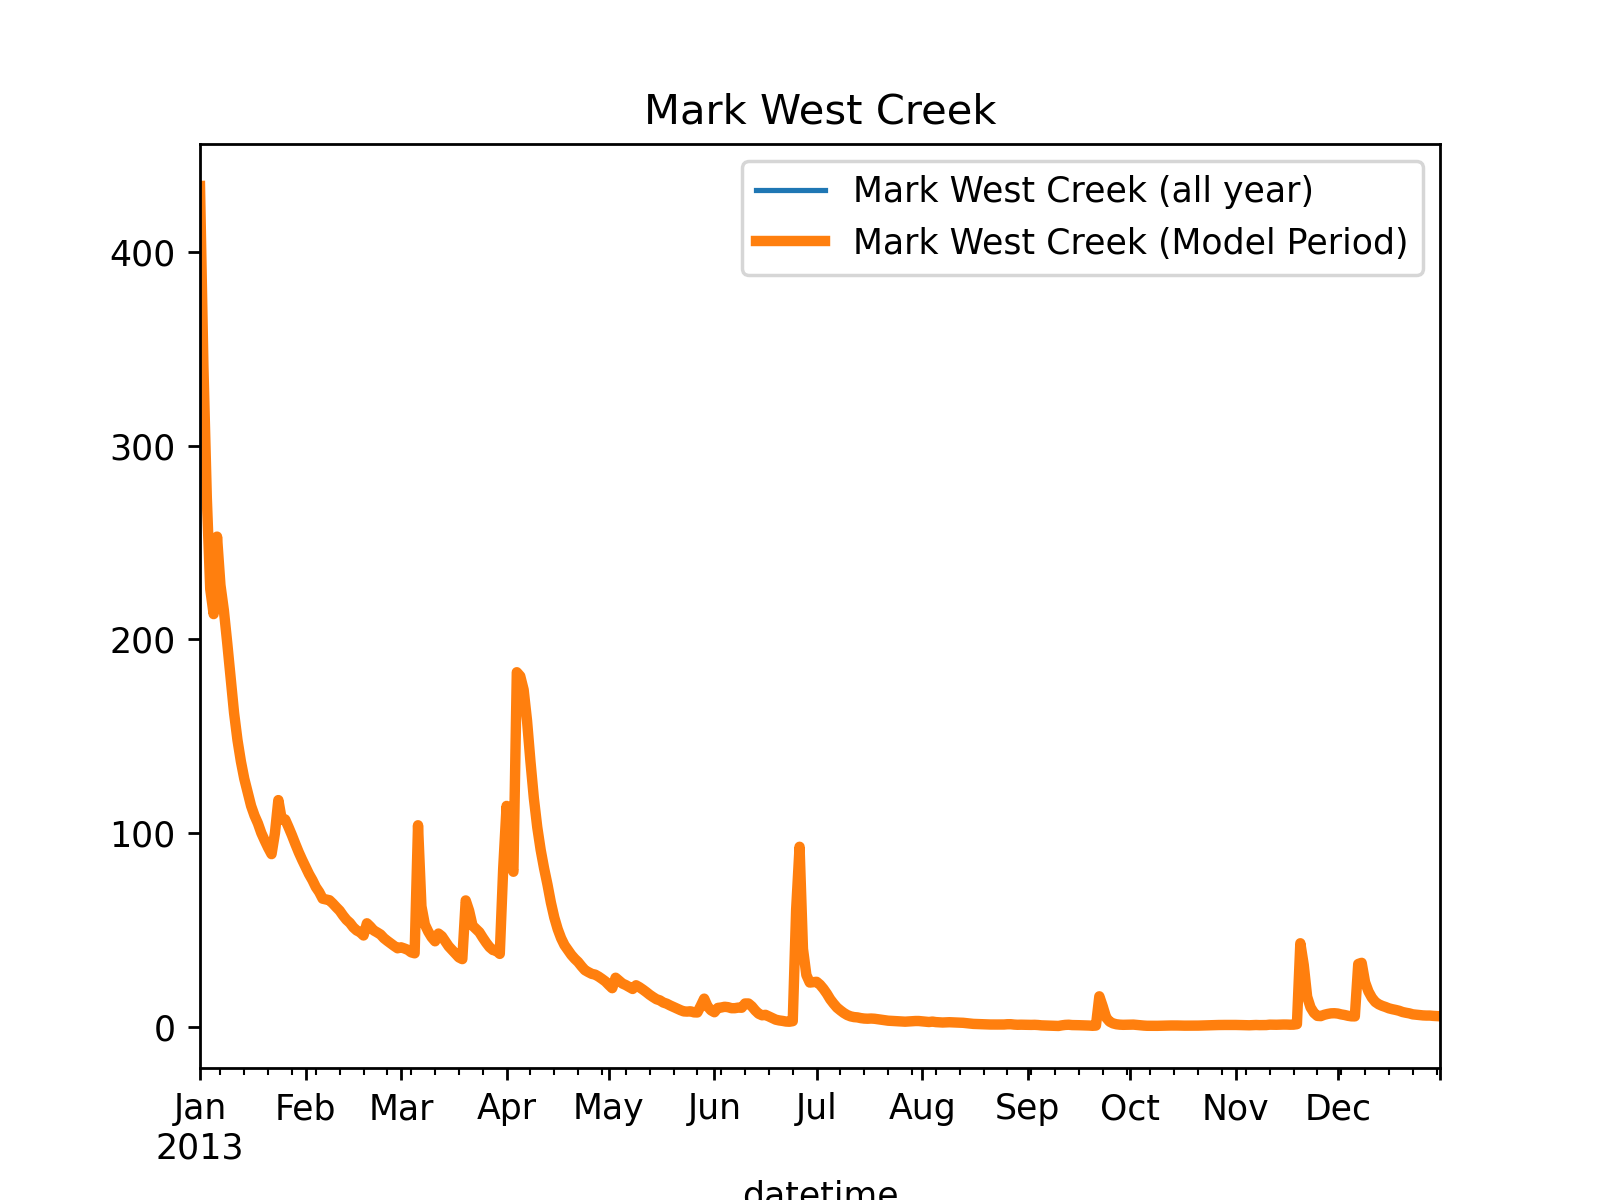 Mark West Creek
Mark West Creek (all year)
Mark West Creek (Model Period)
400
300
200
100
0
Jan Feb Mar Apr May Jun Jul Aug Sep Oct Nov Dec
2013
datetime